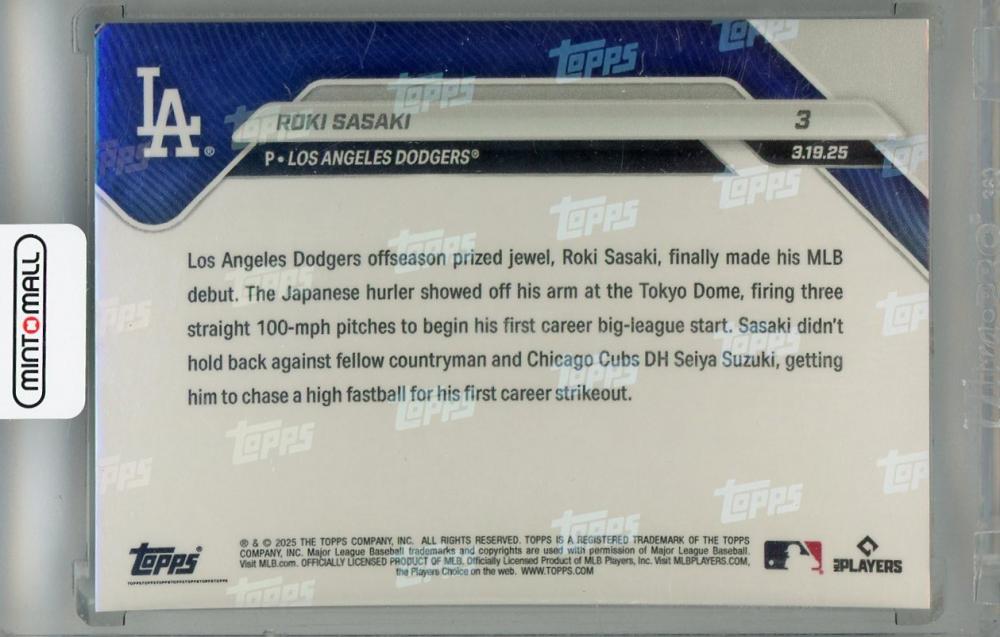 LA®
ROKI SASAKI 3
P • LOS ANGELES DODGERS® 3.19.25
Los Angeles Dodgers offseason prized jewel, Roki Sasaki, finally made his MLB
debut. The Japanese hurler showed off his arm at the Tokyo Dome, firing three
straight 100-mph pitches to begin his first career big-league start. Sasaki didn't
hold back against fellow countryman and Chicago Cubs DH Seiya Suzuki, getting
him to chase a high fastball for his first career strikeout.
MINTOMALL
topps®
® & © 2025 THE TOPPS COMPANY, INC. ALL RIGHTS RESERVED. TOPPS IS A REGISTERED TRADEMARK OF THE TOPPS
COMPANY, INC. Major League Baseball trademarks and copyrights are used with permission of Major League Baseball.
Visit MLB.com. OFFICIALLY LICENSED PRODUCT OF MLB. Officially Licensed Product of MLB Players, Inc. Visit MLBPLAYERS.COM,
the Players Choice on the web. WWW.TOPPS.COM
MLB PLAYERS